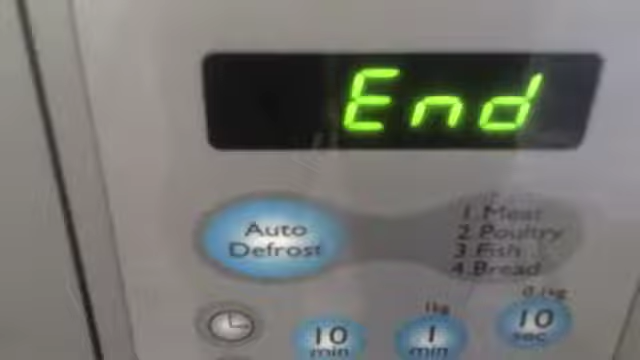 End
Auto
Defrost
1.Meat
2.Poultry
3.Fish
4.Bread
1kg
0.1kg
10
min
1
min
10
sec